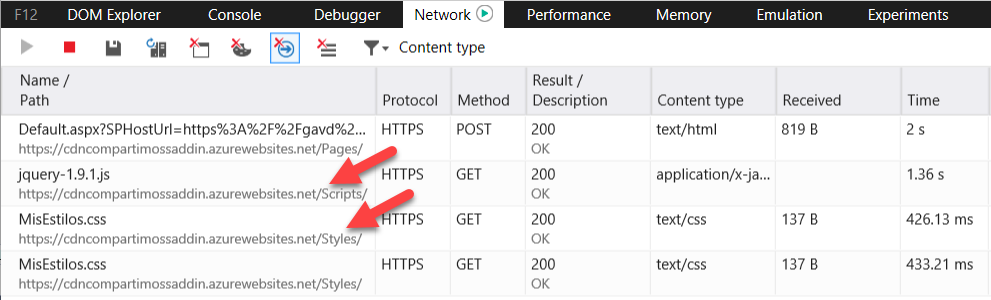 F12 DOM Explorer Console Debugger Network Performance Memory Emulation Experiments
Content type
Name / Result /
Path Protocol Method Description Content type Received Time
Default.aspx?SPHostUrl=https%3A%2F%2Fgavd%2... HTTPS POST 200 text/html 819 B 2 s
https://cdncompartimossaddin.azurewebsites.net/Pages/ OK
jquery-1.9.1.js HTTPS GET 200 application/x-ja... 1.36 s
https://cdncompartimossaddin.azurewebsites.net/Scripts/ OK
MisEstilos.css HTTPS GET 200 text/css 137 B 426.13 ms
https://cdncompartimossaddin.azurewebsites.net/Styles/ OK
MisEstilos.css HTTPS GET 200 text/css 137 B 433.21 ms
https://cdncompartimossaddin.azurewebsites.net/Styles/ OK